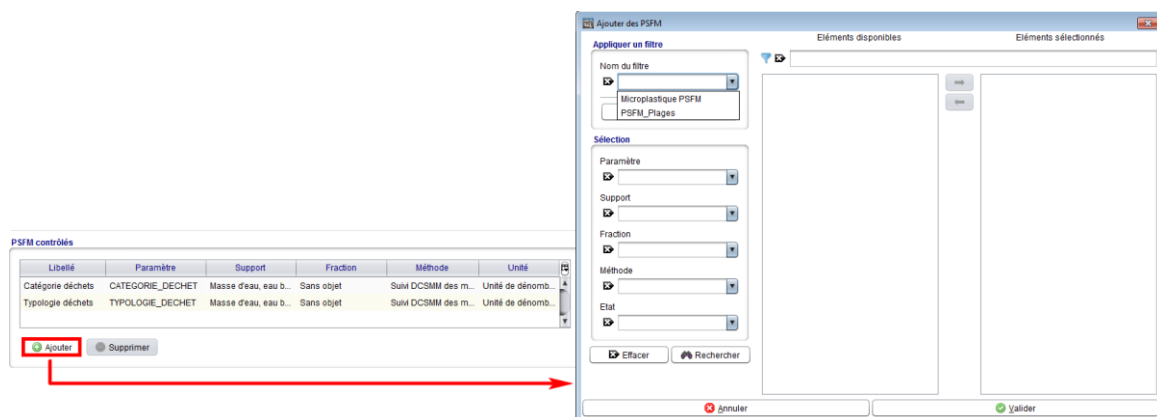 PSFM contrôlés
Libellé Paramètre Support Fraction Méthode Unité
Catégorie déchets CATEGORIE_DECHET Masse d'eau, eau b... Sans objet Suivi DCSMM des m... Unité de dénomb...
Typologie déchets TYPOLOGIE_DECHET Masse d'eau, eau b... Sans objet Suivi DCSMM des m... Unité de dénomb...
Ajouter Supprimer
Ajouter des PSFM
Appliquer un filtre
Nom du filtre
Microplastique PSFM
PSFM_Plages
Sélection
Paramètre
Support
Fraction
Méthode
Etat
Effacer Rechercher
Eléments disponibles Eléments sélectionnés
Annuler Valider